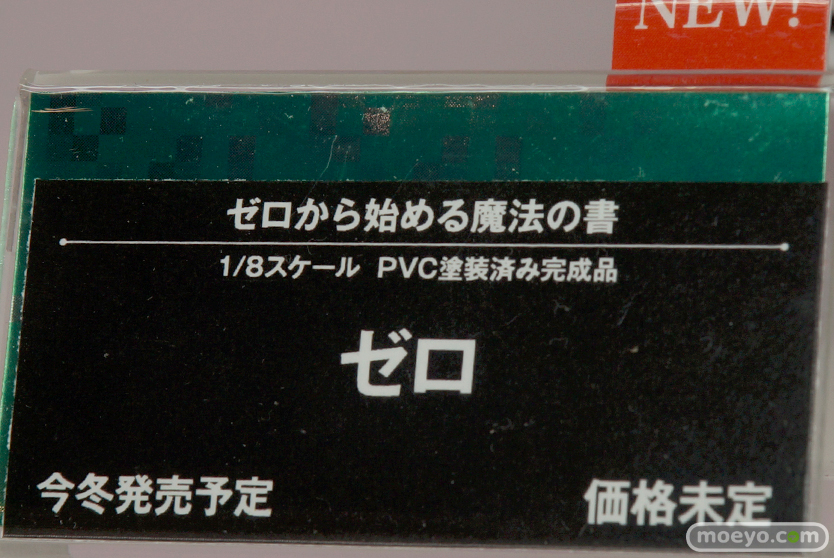 NEW!
ゼロから始める魔法の書
1/8スケール PVC塗装済み完成品
ゼロ
今冬発売予定
価格未定
moeyo.com